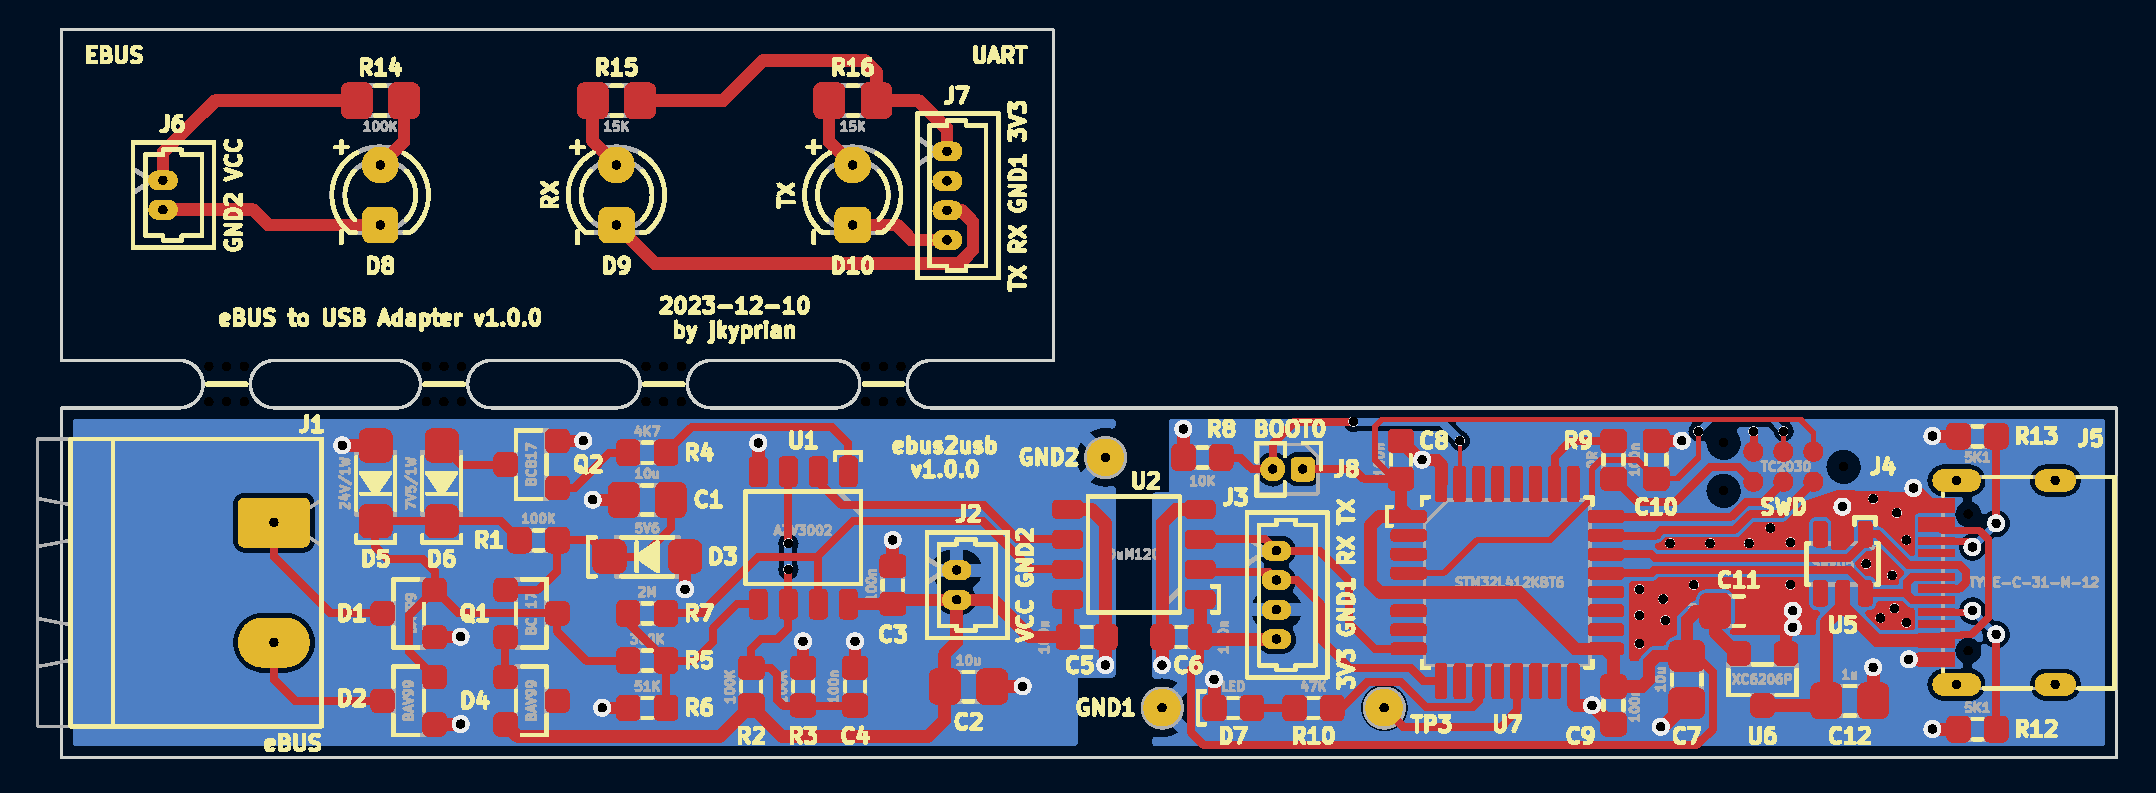 EBUS
UART
R14
R15
R16
J7
100K
15K
15K
J6
GND2 VCC
TX RX GND1 3V3
+
+
+
RX
TX
-
-
-
D8
D9
D10
eBUS to USB Adapter v1.0.0
2023-12-10
by jkyprian
J1
4K7
R4
U1
ebus2usb
v1.0.0
GND2
U2
R8
BOOT0
C8
R9
R13
J5
5K1
Q2
BC817
24V/1W
7V5/1W
10u
C1
10K
J8
TC2030
J4
J3
C10
SWD
100K
R1
5V6
D3
J2
D5
D6
100n
VCC GND2
3V3 GND1 RX TX
STM32L412KBT6
TYPE-C-31-M-12
2M
D1
Q1
R7
C3
C11
U5
C5
C6
R5
10u
51K
D2
BAV99
D4
BAV99
R6
100K
100n
C2
GND1
LED
47K
TP3
U7
100n
10u
XC6206P
1u
5K1
eBUS
R2
R3
C4
D7
R10
C9
C7
U6
C12
R12